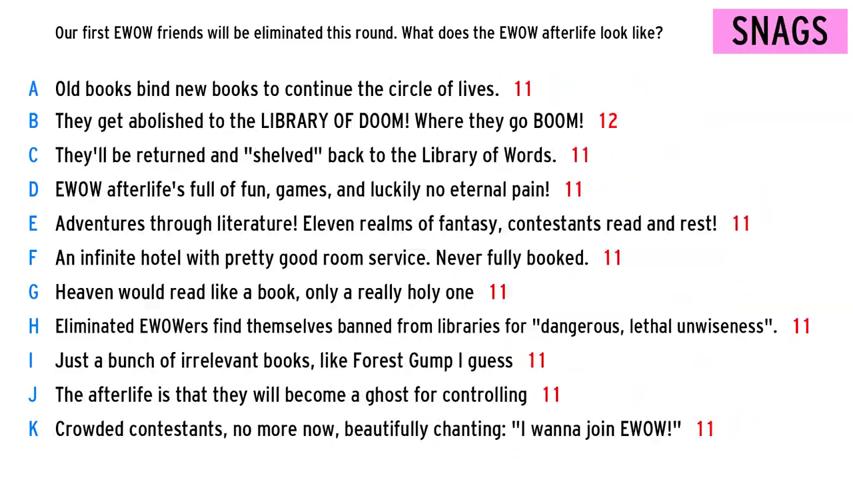 Our first EWOW friends will be eliminated this round. What does the EWOW afterlife look like?
SNAGS
A Old books bind new books to continue the circle of lives. 11
B They get abolished to the LIBRARY OF DOOM! Where they go BOOM! 12
C They'll be returned and "shelved" back to the Library of Words. 11
D EWOW afterlife's full of fun, games, and luckily no eternal pain! 11
E Adventures through literature! Eleven realms of fantasy, contestants read and rest! 11
F An infinite hotel with pretty good room service. Never fully booked. 11
G Heaven would read like a book, only a really holy one 11
H Eliminated EWOWers find themselves banned from libraries for "dangerous, lethal unwiseness". 11
I Just a bunch of irrelevant books, like Forest Gump I guess 11
J The afterlife is that they will become a ghost for controlling 11
K Crowded contestants, no more now, beautifully chanting: "I wanna join EWOW!" 11